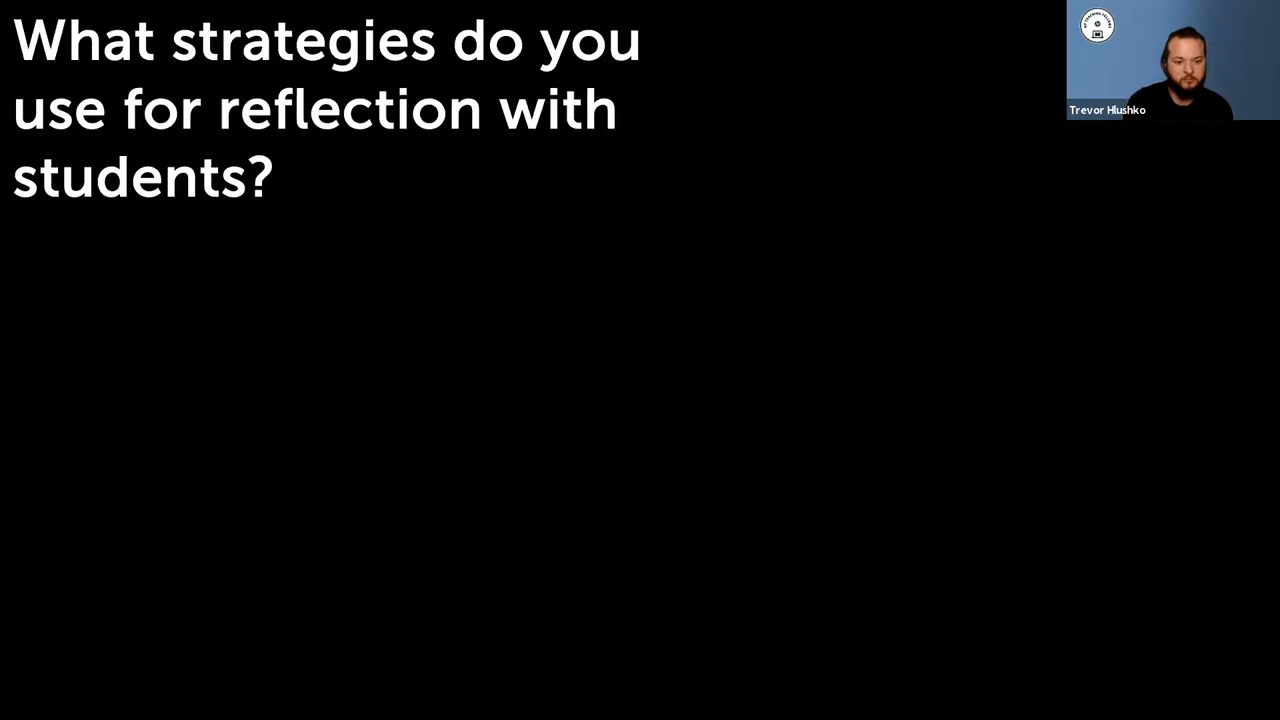 What strategies do you
use for reflection with
students?
Trevor Hlushko